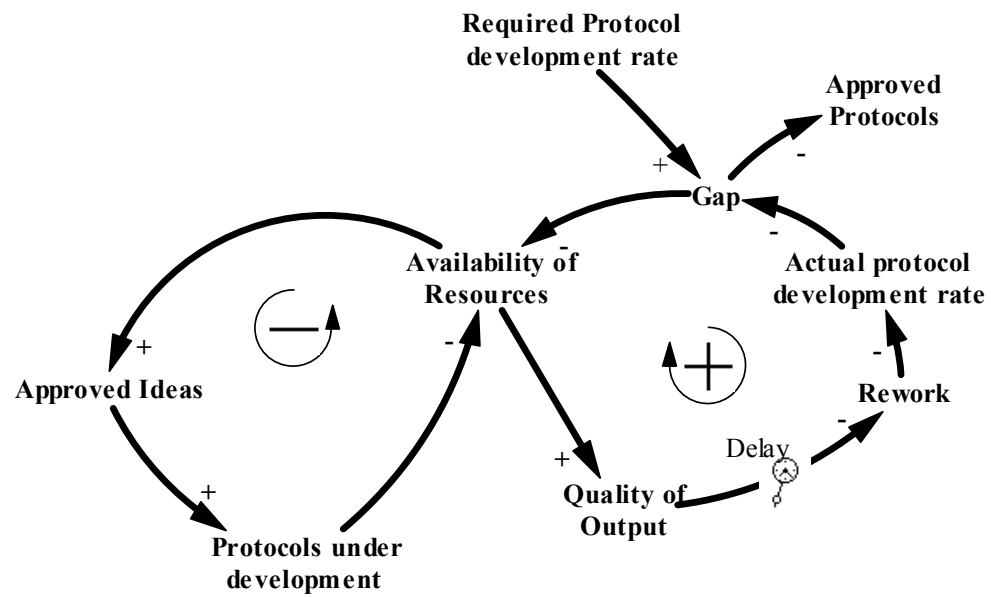 Required Protocol
development rate
Approved
Protocols
+
-
Gap
-
-
Availability of
Resources
Actual protocol
development rate
+
-
-
Approved Ideas
Rework
-
Delay
+
+
Quality of
Output
Protocols under
development